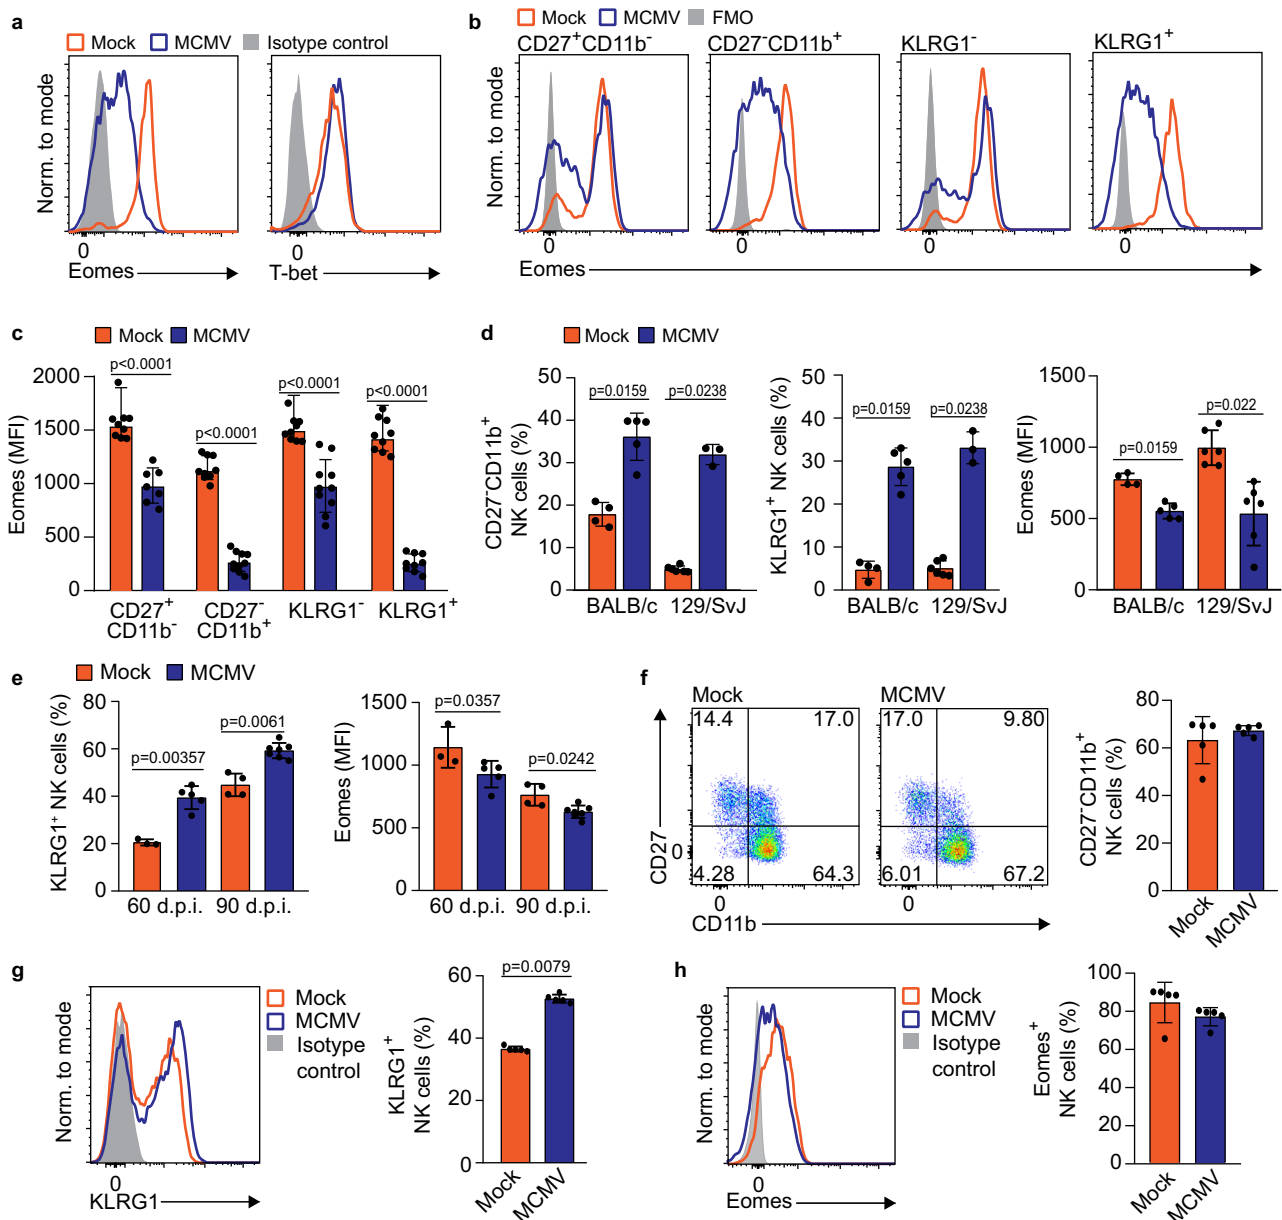 a
Mock MCMV Isotype control
Norm. to mode
0
Eomes
0
T-bet
b
Mock MCMV FMO
CD27+CD11b-
CD27-CD11b+
KLRG1-
KLRG1+
Norm. to mode
0
0
0
0
Eomes
c
Mock MCMV
Eomes (MFI)
2000
1500
1000
500
0
p<0.0001
p<0.0001
p<0.0001
p<0.0001
CD27+
CD11b-
CD27-
CD11b+
KLRG1-
KLRG1+
d
Mock MCMV
CD27-CD11b+
NK cells (%)
50
40
30
20
10
0
p=0.0159
p=0.0238
BALB/c 129/SvJ
KLRG1+ NK cells (%)
50
40
30
20
10
0
p=0.0159
p=0.0238
BALB/c 129/SvJ
Eomes (MFI)
1500
1000
500
0
p=0.0159
p=0.022
BALB/c 129/SvJ
e
Mock MCMV
KLRG1+ NK cells (%)
80
60
40
20
0
p=0.00357
p=0.0061
60 d.p.i. 90 d.p.i.
Eomes (MFI)
1500
1000
500
0
p=0.0357
p=0.0242
60 d.p.i. 90 d.p.i.
f
Mock
14.4 17.0
4.28 64.3
MCMV
17.0 9.80
6.01 67.2
CD27
0
0
0
CD11b
CD27-CD11b+
NK cells (%)
80
60
40
20
0
Mock
MCMV
g
Norm. to mode
0
KLRG1
Mock
MCMV
Isotype
control
KLRG1+
NK cells (%)
60
40
20
0
p=0.0079
Mock
MCMV
h
Norm. to mode
0
Eomes
Mock
MCMV
Isotype
control
Eomes+
NK cells (%)
100
80
60
40
20
0
Mock
MCMV